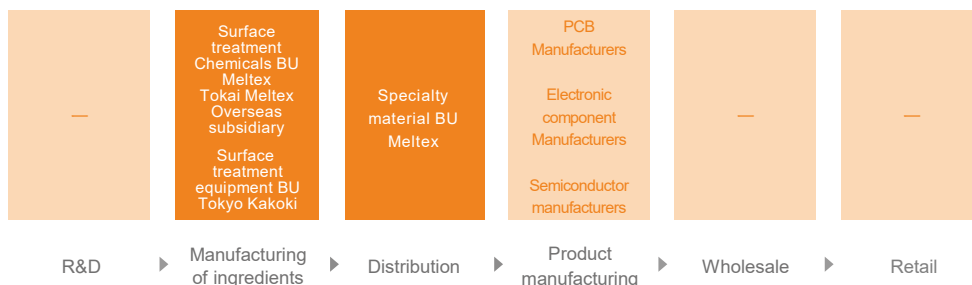 —
Surface
treatment
Chemicals BU
Meltex
Tokai Meltex
Overseas
subsidiary
Surface
treatment
equipment BU
Tokyo Kakoki
Specialty
material BU
Meltex
PCB
Manufacturers
Electronic
component
Manufacturers
Semiconductor
manufacturers
—
—
R&D
Manufacturing
of ingredients
Distribution
Product
manufacturing
Wholesale
Retail